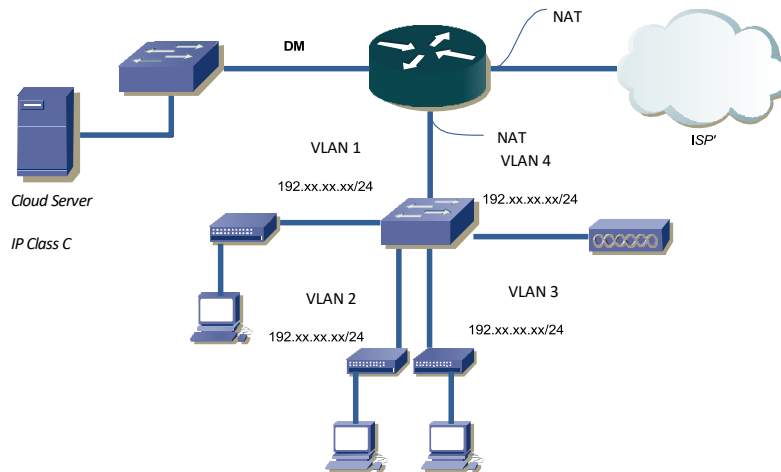 NAT
DM
ISP'
NAT
VLAN 1
VLAN 4
192.xx.xx.xx/24
192.xx.xx.xx/24
Cloud Server
IP Class C
VLAN 2
VLAN 3
192.xx.xx.xx/24
192.xx.xx.xx/24